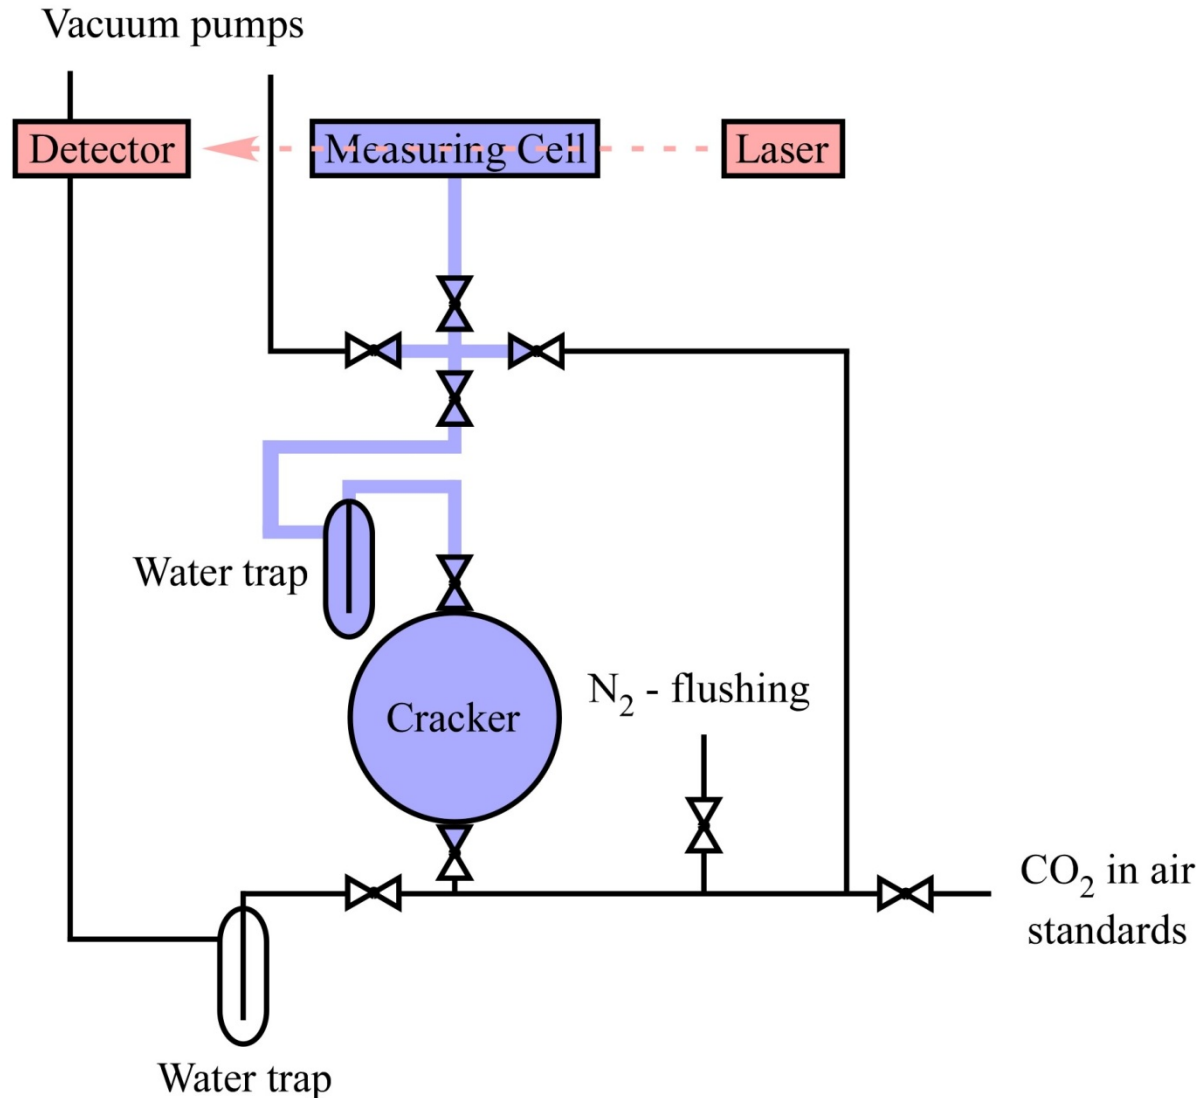 Vacuum pumps
Detector
Measuring Cell
Laser
Water trap
N₂ - flushing
Cracker
CO₂ in air
standards
Water trap